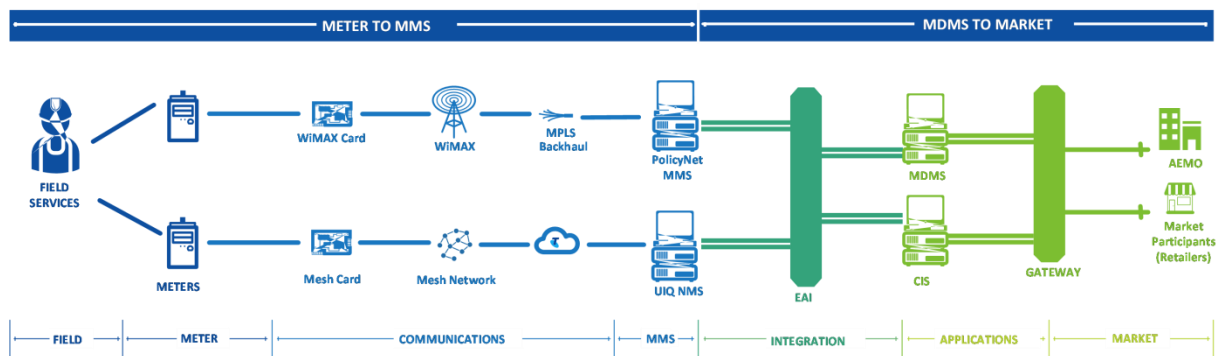 METER TO MMS
MDMS TO MARKET
FIELD
SERVICES
METERS
WiMAX Card
WiMAX
MPLS
Backhaul
PolicyNet
MMS
Mesh Card
Mesh Network
T
UIQ NMS
EAI
MDMS
CIS
GATEWAY
AEMO
Market
Participants
(Retailers)
FIELD
METER
COMMUNICATIONS
MMS
INTEGRATION
APPLICATIONS
MARKET